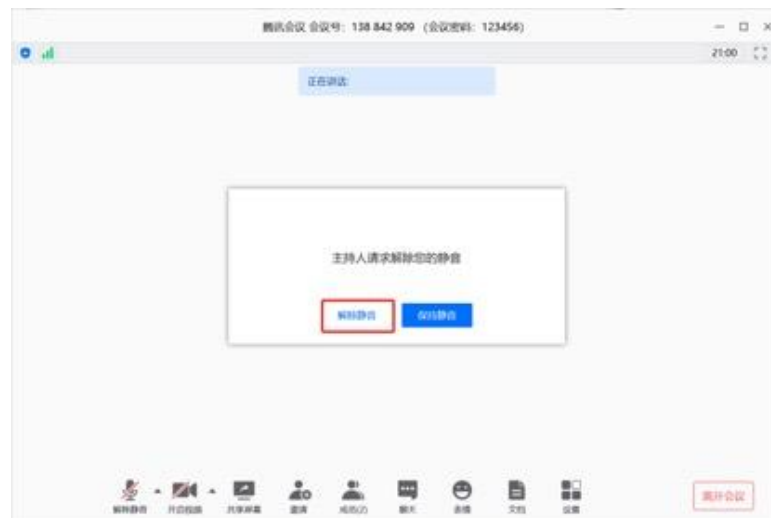 腾讯会议 会议号：138 842 909 （会议密码：123456）
21:00
正在讲话:
主持人请求解除您的静音
解除静音 保持静音
解除静音 开启视频 共享屏幕 邀请 成员(2) 聊天 表情 文档 设置
离开会议